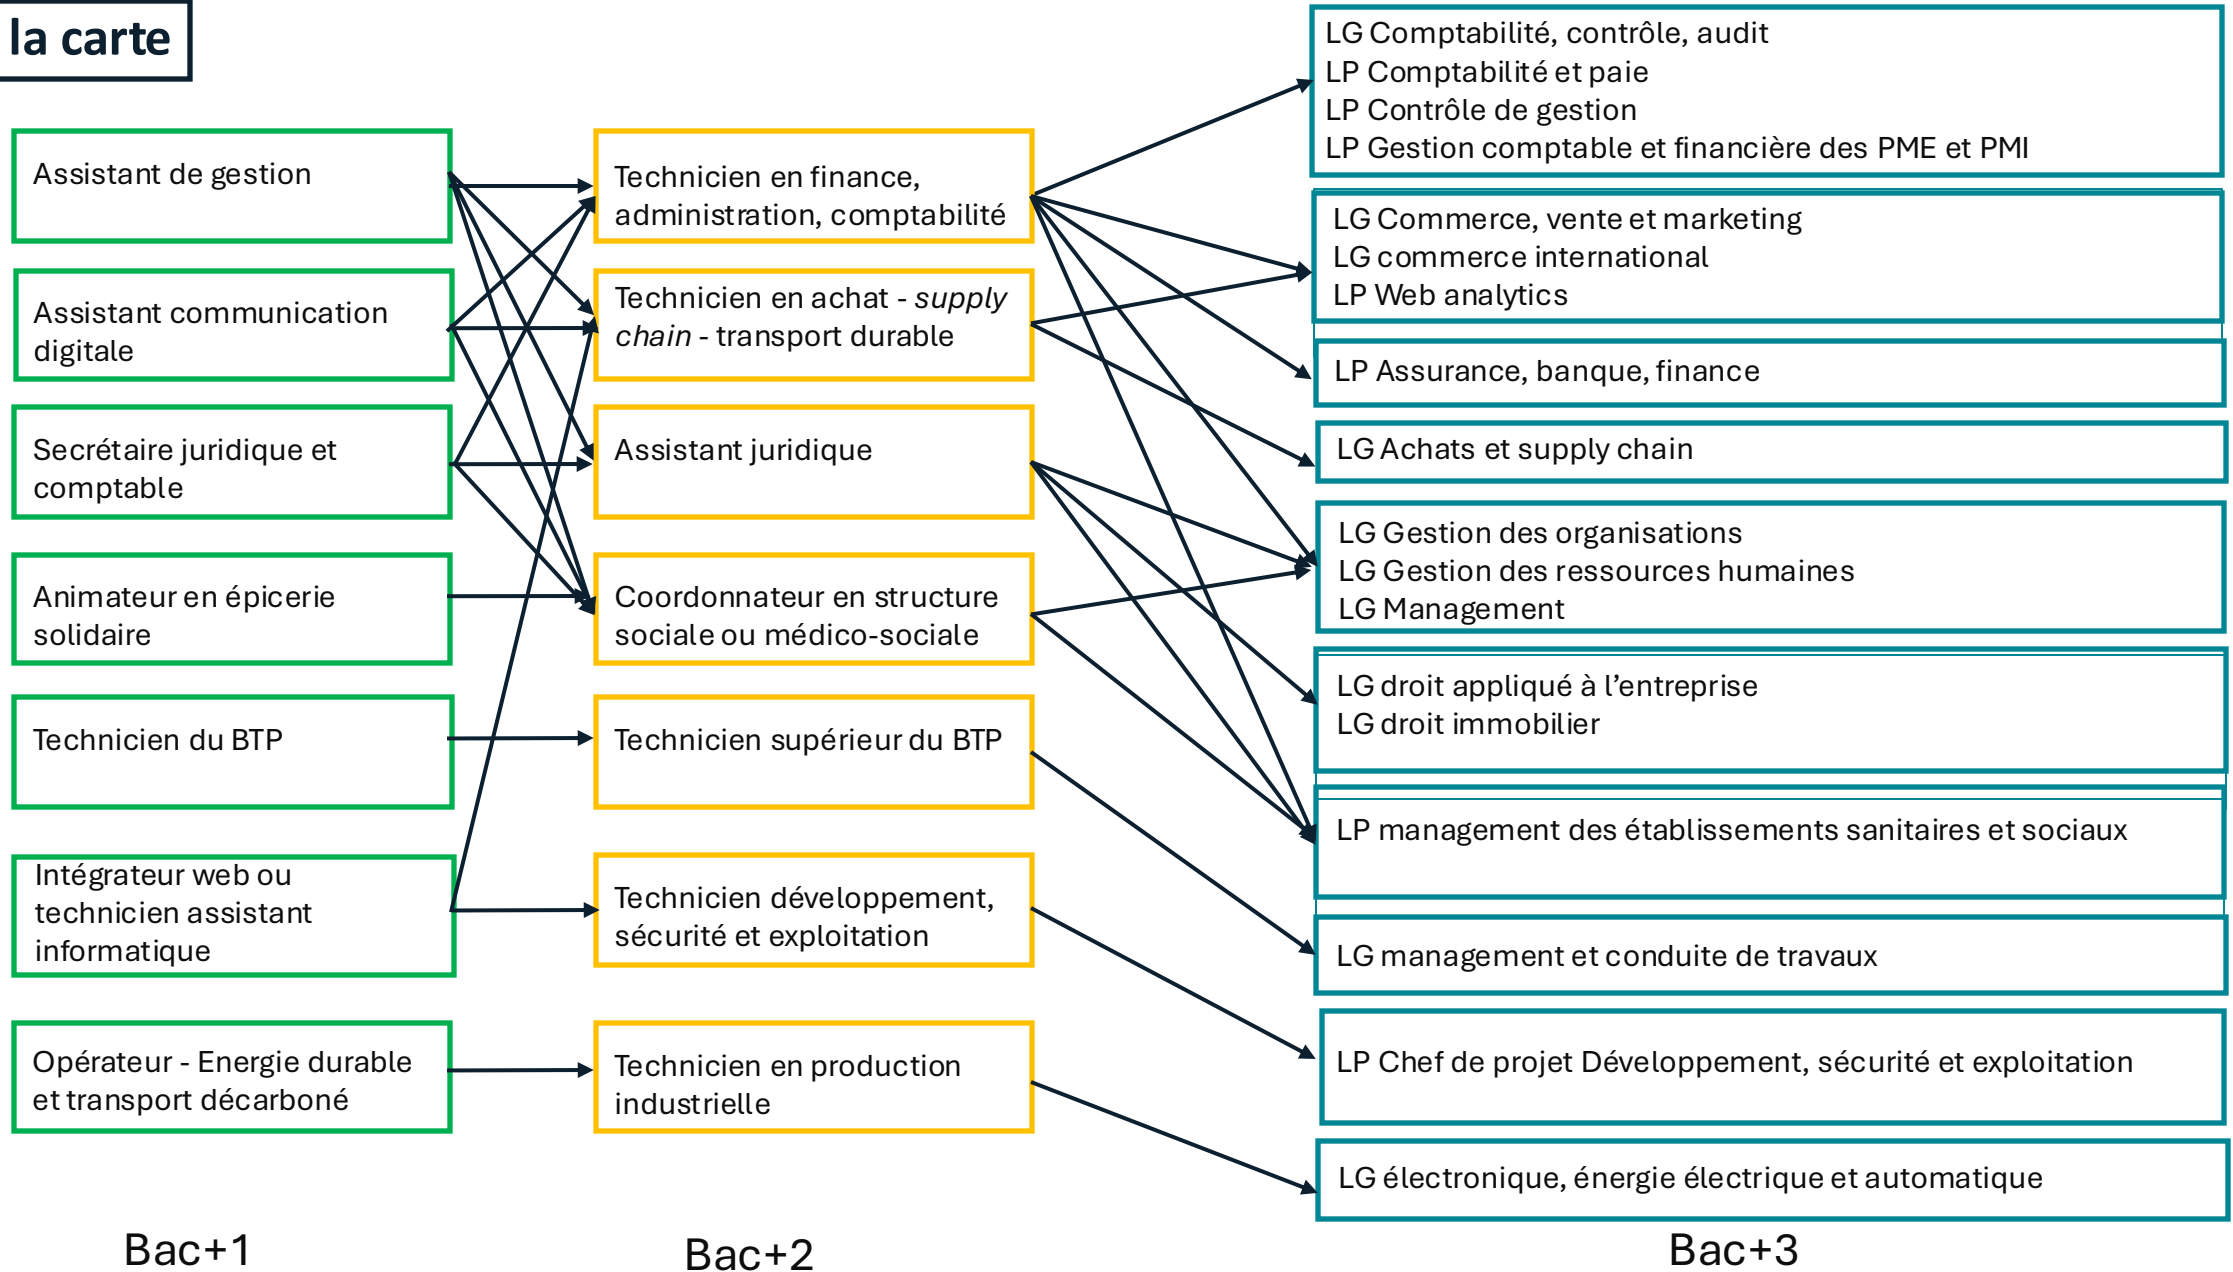 la carte
Assistant de gestion
Assistant communication
digitale
Secrétaire juridique et
comptable
Animateur en épicerie
solidaire
Technicien du BTP
Intégrateur web ou
technicien assistant
informatique
Opérateur - Energie durable
et transport décarboné
Bac+1
Technicien en finance,
administration, comptabilité
Technicien en achat - supply
chain - transport durable
Assistant juridique
Coordonnateur en structure
sociale ou médico-sociale
Technicien supérieur du BTP
Technicien développement,
sécurité et exploitation
Technicien en production
industrielle
Bac+2
LG Comptabilité, contrôle, audit
LP Comptabilité et paie
LP Contrôle de gestion
LP Gestion comptable et financière des PME et PMI
LG Commerce, vente et marketing
LG commerce international
LP Web analytics
LP Assurance, banque, finance
LG Achats et supply chain
LG Gestion des organisations
LG Gestion des ressources humaines
LG Management
LG droit appliqué à l’entreprise
LG droit immobilier
LP management des établissements sanitaires et sociaux
LG management et conduite de travaux
LP Chef de projet Développement, sécurité et exploitation
LG électronique, énergie électrique et automatique
Bac+3